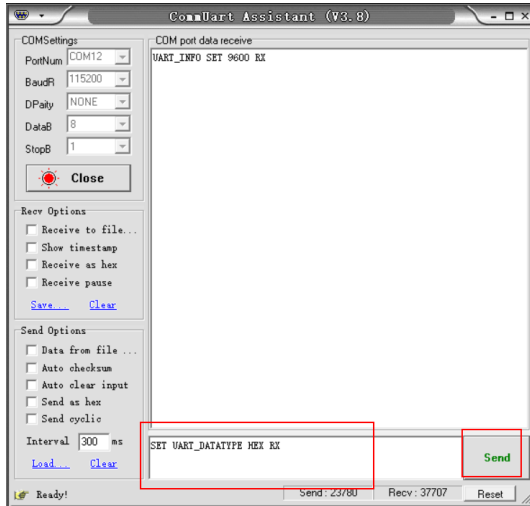 CommUart Assistant (V3.8)
COMSettings
PortNum COM12
BaudR 115200
DPaity NONE
DataB 8
StopB 1
Close
Recv Options
Receive to file...
Show timestamp
Receive as hex
Receive pause
Save... Clear
Send Options
Data from file ...
Auto checksum
Auto clear input
Send as hex
Send cyclic
Interval 300 ms
Load... Clear
COM port data receive
UART_INFO SET 9600 RX
SET UART_DATATYPE HEX RX
Send
Ready!
Send : 23780
Recv : 37707
Reset